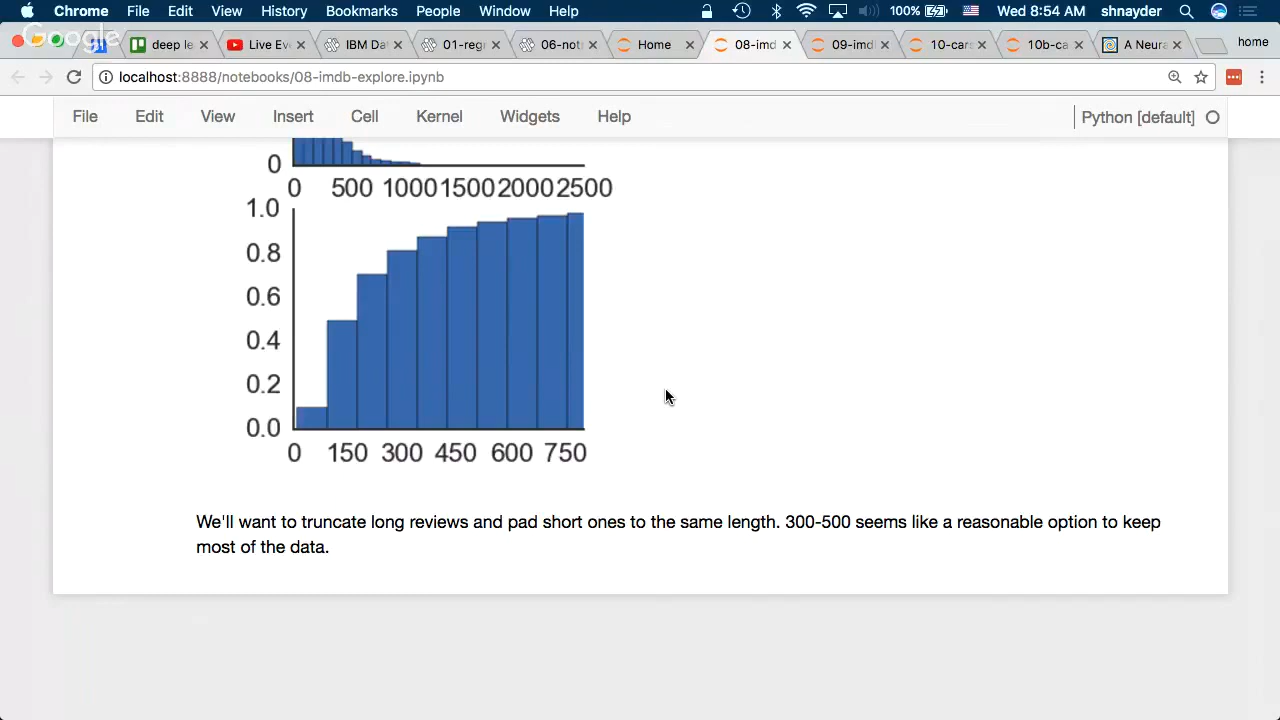 Chrome File Edit View History Bookmarks People Window Help 100% Wed 8:54 AM shnayder
Google
deep le Live Eve IBM Da 01-reg 06-not Home 08-imd 09-imd 10-cart 10b-ca A Neura home
localhost:8888/notebooks/08-imdb-explore.ipynb
File Edit View Insert Cell Kernel Widgets Help Python [default]
0
0 500 1000 1500 2000 2500
1.0
0.8
0.6
0.4
0.2
0.0
0 150 300 450 600 750
We'll want to truncate long reviews and pad short ones to the same length. 300-500 seems like a reasonable option to keep
most of the data.